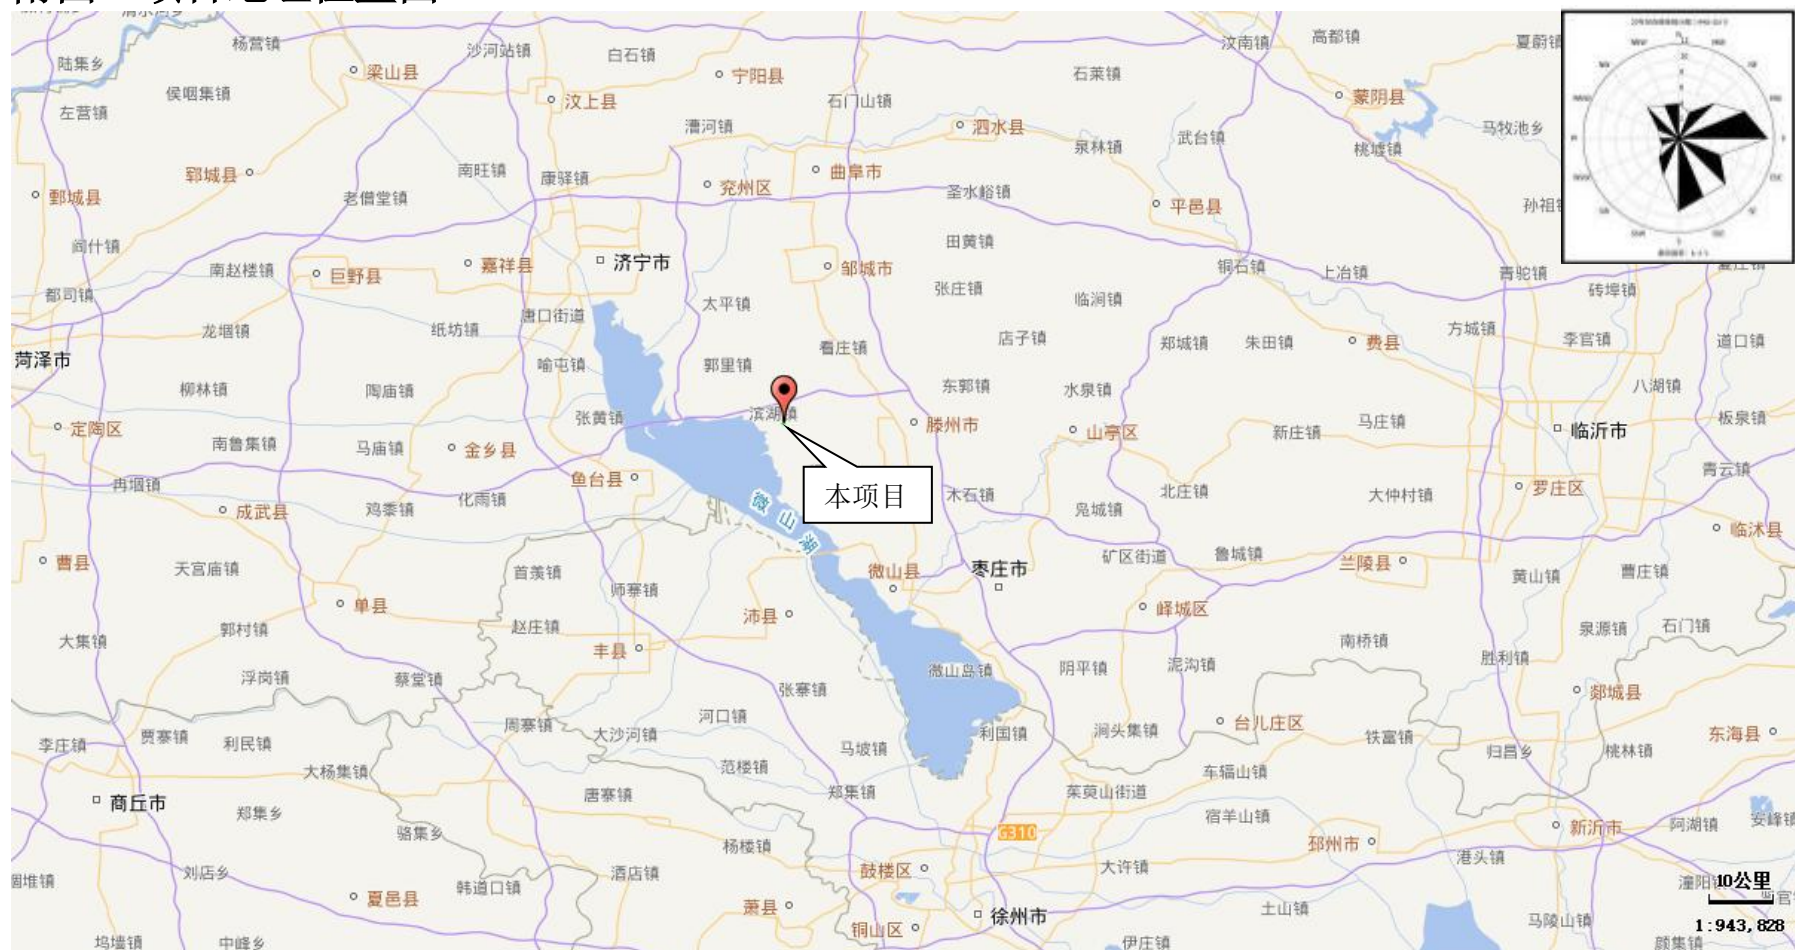 杨营镇
沙河站镇
白石镇
汶南镇
高都镇
陆集乡
梁山县
宁阳县
石莱镇
侯咽集镇
左营镇
汶上县
石门山镇
蒙阴县
漕河镇
泗水县
武台镇
马牧池乡
泉林镇
桃墟镇
郓城县
南旺镇
康驿镇
曲阜市
兖州区
鄄城县
老僧堂镇
圣水峪镇
平邑县
田黄镇
南赵楼镇
巨野县
嘉祥县
济宁市
邹城市
铜石镇
上冶镇
青驼镇
都司镇
太平镇
张庄镇
临涧镇
砖埠镇
唐口街道
龙堌镇
纸坊镇
看庄镇
店子镇
郑城镇
朱田镇
费县
方城镇
李官镇
道口镇
菏泽市
喻屯镇
郭里镇
柳林镇
陶庙镇
东郭镇
水泉镇
八湖镇
张黄镇
滨湖镇
定陶区
滕州市
山亭区
新庄镇
马庄镇
临沂市
板泉镇
南鲁集镇
马庙镇
金乡县
鱼台县
青云镇
冉堌镇
化雨镇
本项目
木石镇
北庄镇
大仲村镇
罗庄区
成武县
鸡黍镇
微山湖
凫城镇
临沭县
曹县
天宫庙镇
首羡镇
师寨镇
微山县
枣庄市
矿区街道
鲁城镇
兰陵县
黄山镇
曹庄镇
单县
沛县
峄城区
大集镇
郭村镇
赵庄镇
丰县
南桥镇
泉源镇
石门镇
胜利镇
浮岗镇
蔡堂镇
张寨镇
微山岛镇
阴平镇
泥沟镇
郯城县
李庄镇
贾寨镇
利民镇
周寨镇
大沙河镇
河口镇
马坡镇
利国镇
涧头集镇
台儿庄区
铁富镇
归昌乡
桃林镇
东海县
大杨集镇
范楼镇
车辐山镇
商丘市
郑集乡
唐寨镇
郑集镇
茱萸山街道
宿羊山镇
骆集乡
G310
新沂市
阿湖镇
安峰镇
杨楼镇
邳州市
港头镇
刘店乡
酒店镇
鼓楼区
大许镇
夏邑县
韩道口镇
萧县
徐州市
土山镇
10公里
铜山区
马陵山镇
1:943,828
坞墙镇
中峰乡
伊庄镇